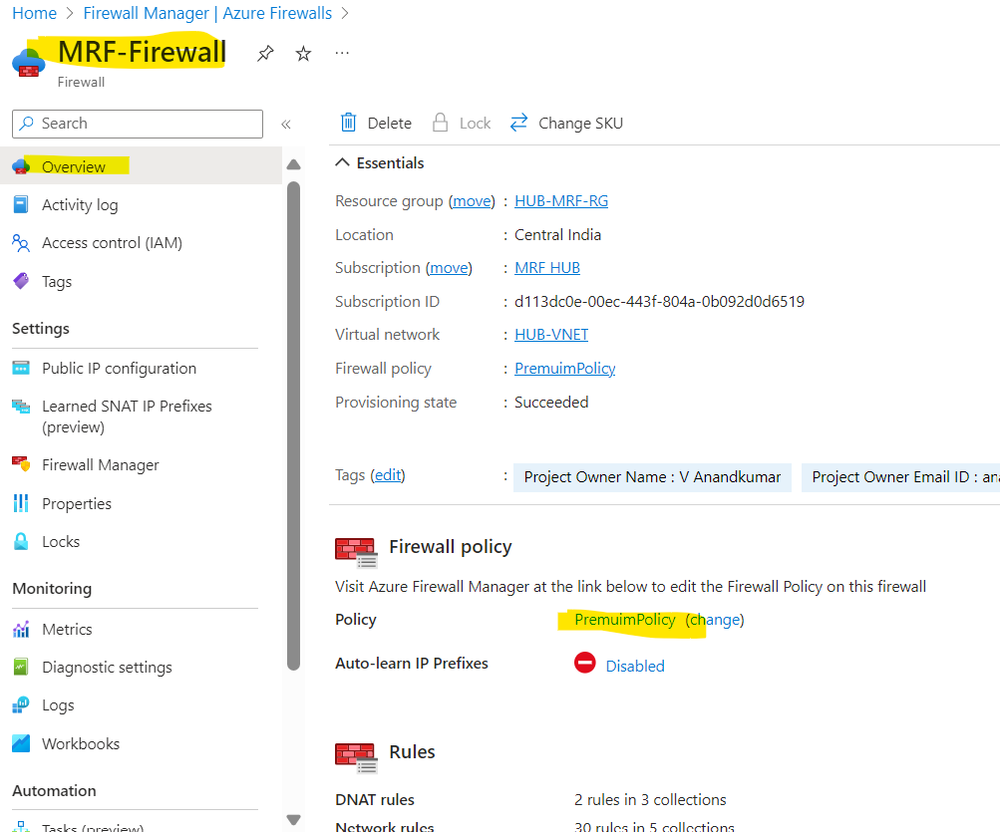 Home > Firewall Manager | Azure Firewalls >
MRF-Firewall
Firewall
Search
Overview
Activity log
Access control (IAM)
Tags
Settings
Public IP configuration
Learned SNAT IP Prefixes
(preview)
Firewall Manager
Properties
Locks
Monitoring
Metrics
Diagnostic settings
Logs
Workbooks
Automation
Tasks (preview)
Delete Lock Change SKU
Essentials
Resource group (move) : HUB-MRF-RG
Location : Central India
Subscription (move) : MRF HUB
Subscription ID : d113dc0e-00ec-443f-804a-0b092d0d6519
Virtual network : HUB-VNET
Firewall policy : PremuimPolicy
Provisioning state : Succeeded
Tags (edit) : Project Owner Name : V Anandkumar Project Owner Email ID : ana
Firewall policy
Visit Azure Firewall Manager at the link below to edit the Firewall Policy on this firewall
Policy PremuimPolicy (change)
Auto-learn IP Prefixes Disabled
Rules
DNAT rules 2 rules in 3 collections
Network rules 30 rules in 5 collections